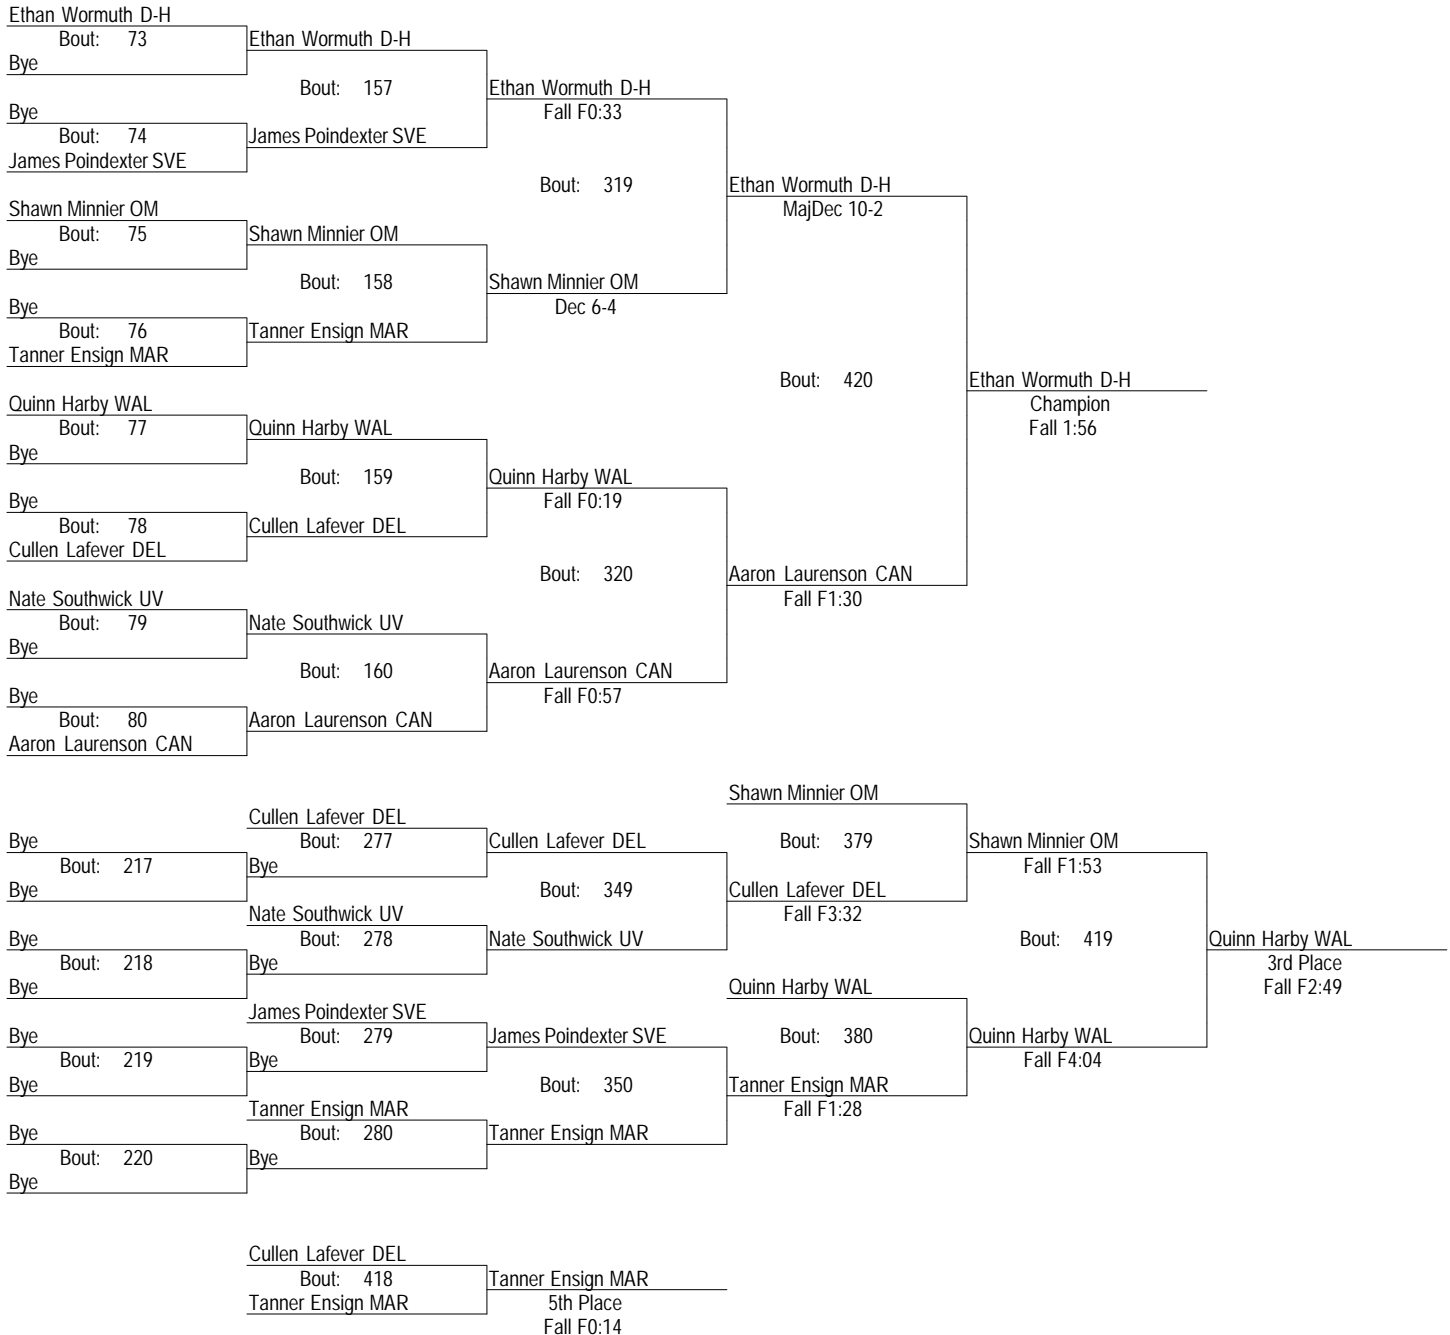 Ethan Wormuth D-H
Bout: 73
Bye
Ethan Wormuth D-H
Bout: 157
Bye
Bout: 74
James Poindexter SVE
James Poindexter SVE
Ethan Wormuth D-H
Fall F0:33
Bout: 319
Shawn Minnier OM
Bout: 75
Bye
Shawn Minnier OM
Bout: 158
Bye
Bout: 76
Tanner Ensign MAR
Tanner Ensign MAR
Shawn Minnier OM
Dec 6-4
Ethan Wormuth D-H
MajDec 10-2
Bout: 420
Ethan Wormuth D-H
Champion
Fall 1:56
Quinn Harby WAL
Bout: 77
Bye
Quinn Harby WAL
Bout: 159
Bye
Bout: 78
Cullen Lafever DEL
Cullen Lafever DEL
Quinn Harby WAL
Fall F0:19
Bout: 320
Nate Southwick UV
Bout: 79
Bye
Nate Southwick UV
Bout: 160
Bye
Bout: 80
Aaron Laurenson CAN
Aaron Laurenson CAN
Aaron Laurenson CAN
Fall F0:57
Aaron Laurenson CAN
Fall F1:30
Bye
Bout: 217
Bye
Cullen Lafever DEL
Bout: 277
Bye
Cullen Lafever DEL
Bout: 349
Bye
Bout: 218
Bye
Nate Southwick UV
Bout: 278
Bye
Nate Southwick UV
Shawn Minnier OM
Bout: 379
Cullen Lafever DEL
Fall F3:32
Shawn Minnier OM
Fall F1:53
Bout: 419
Quinn Harby WAL
3rd Place
Fall F2:49
Bye
Bout: 219
Bye
James Poindexter SVE
Bout: 279
Bye
James Poindexter SVE
Bout: 350
Bye
Bout: 220
Bye
Tanner Ensign MAR
Bout: 280
Bye
Tanner Ensign MAR
Quinn Harby WAL
Bout: 380
Tanner Ensign MAR
Fall F1:28
Quinn Harby WAL
Fall F4:04
Cullen Lafever DEL
Bout: 418
Tanner Ensign MAR
Tanner Ensign MAR
5th Place
Fall F0:14